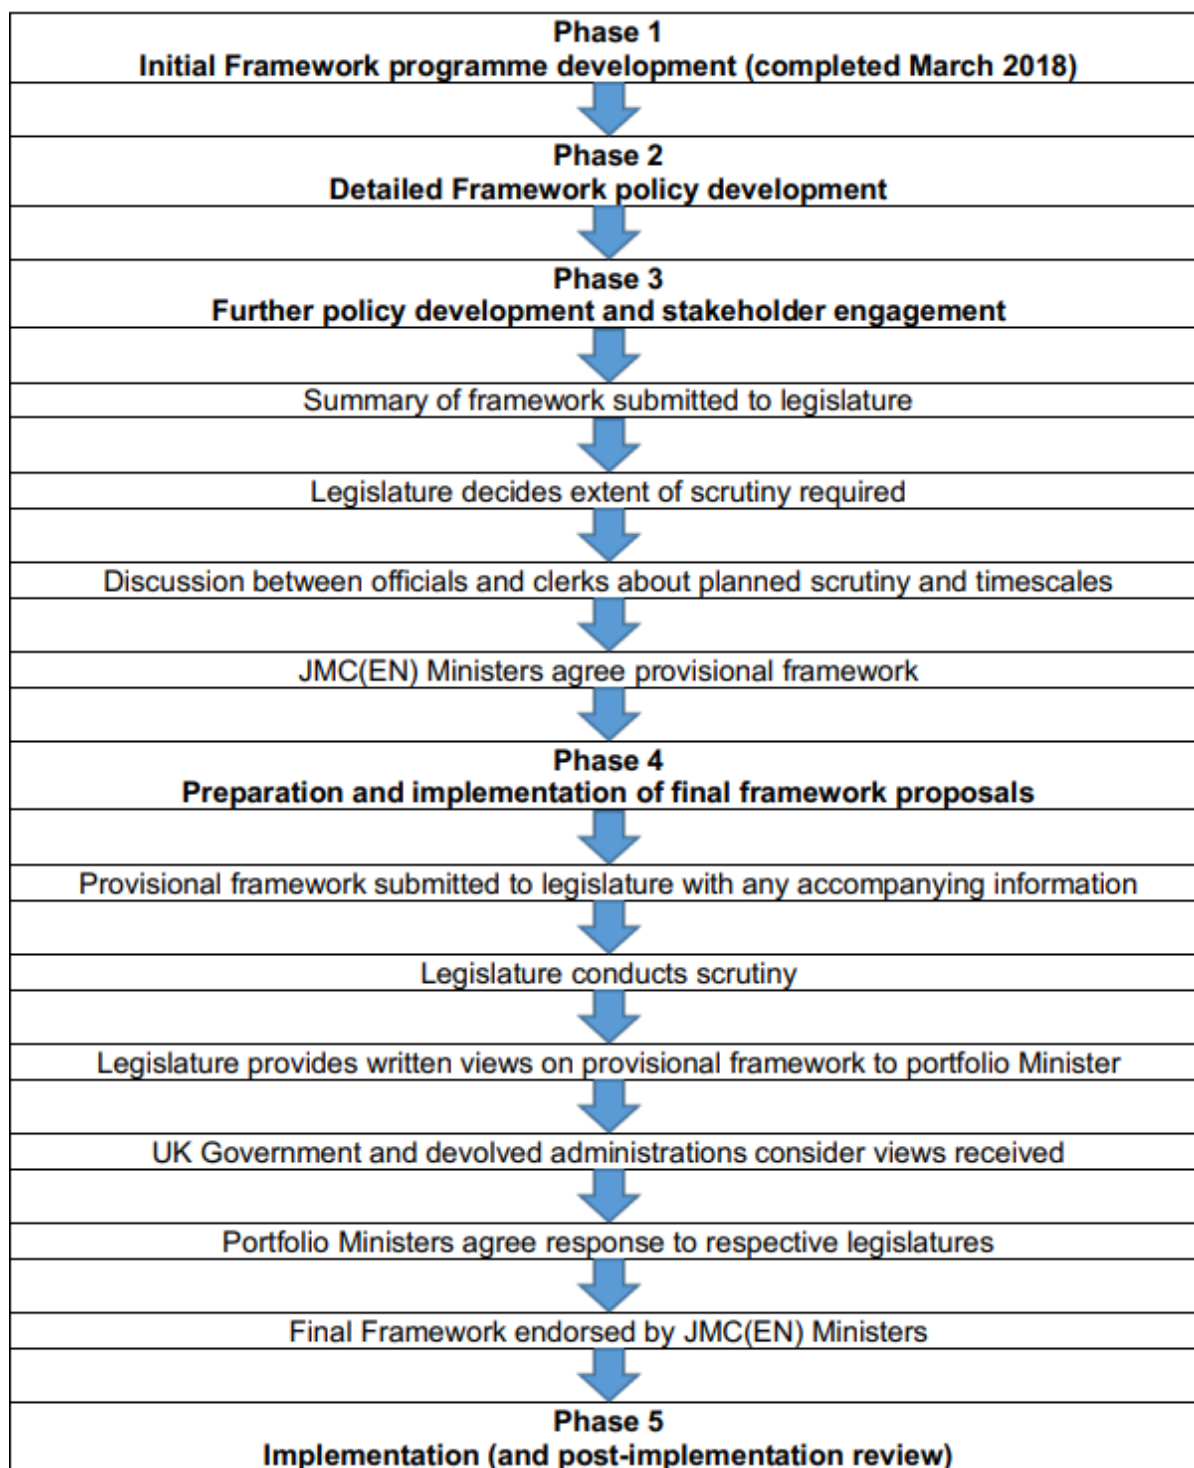 Phase 1
Initial Framework programme development (completed March 2018)
Phase 2
Detailed Framework policy development
Phase 3
Further policy development and stakeholder engagement
Summary of framework submitted to legislature
Legislature decides extent of scrutiny required
Discussion between officials and clerks about planned scrutiny and timescales
JMC(EN) Ministers agree provisional framework
Phase 4
Preparation and implementation of final framework proposals
Provisional framework submitted to legislature with any accompanying information
Legislature conducts scrutiny
Legislature provides written views on provisional framework to portfolio Minister
UK Government and devolved administrations consider views received
Portfolio Ministers agree response to respective legislatures
Final Framework endorsed by JMC(EN) Ministers
Phase 5
Implementation (and post-implementation review)